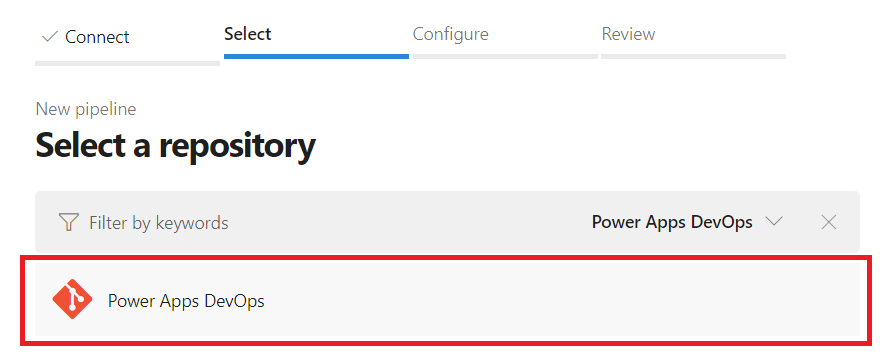 Connect Select Configure Review
New pipeline
Select a repository
Filter by keywords Power Apps DevOps
Power Apps DevOps